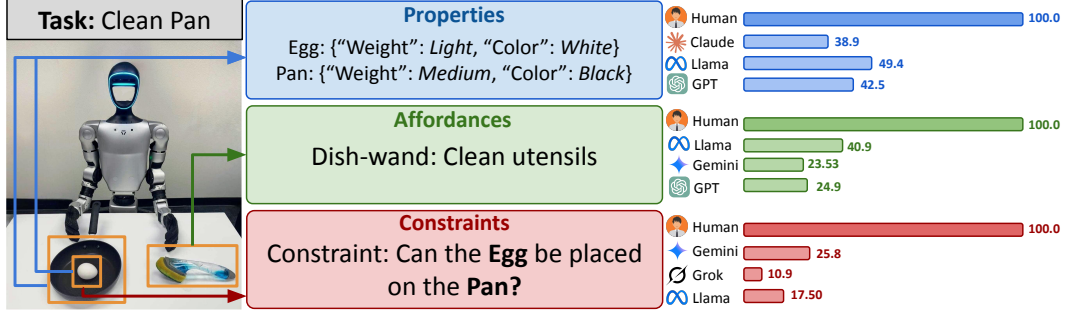 Task: Clean Pan
Properties
Egg: {“Weight”: Light, “Color”: White}
Pan: {“Weight”: Medium, “Color”: Black}
Human 100.0
Claude 38.9
Llama 49.4
GPT 42.5
Affordances
Dish-wand: Clean utensils
Human 100.0
Llama 40.9
Gemini 23.53
GPT 24.9
Constraints
Constraint: Can the Egg be placed
on the Pan?
Human 100.0
Gemini 25.8
Grok 10.9
Llama 17.50